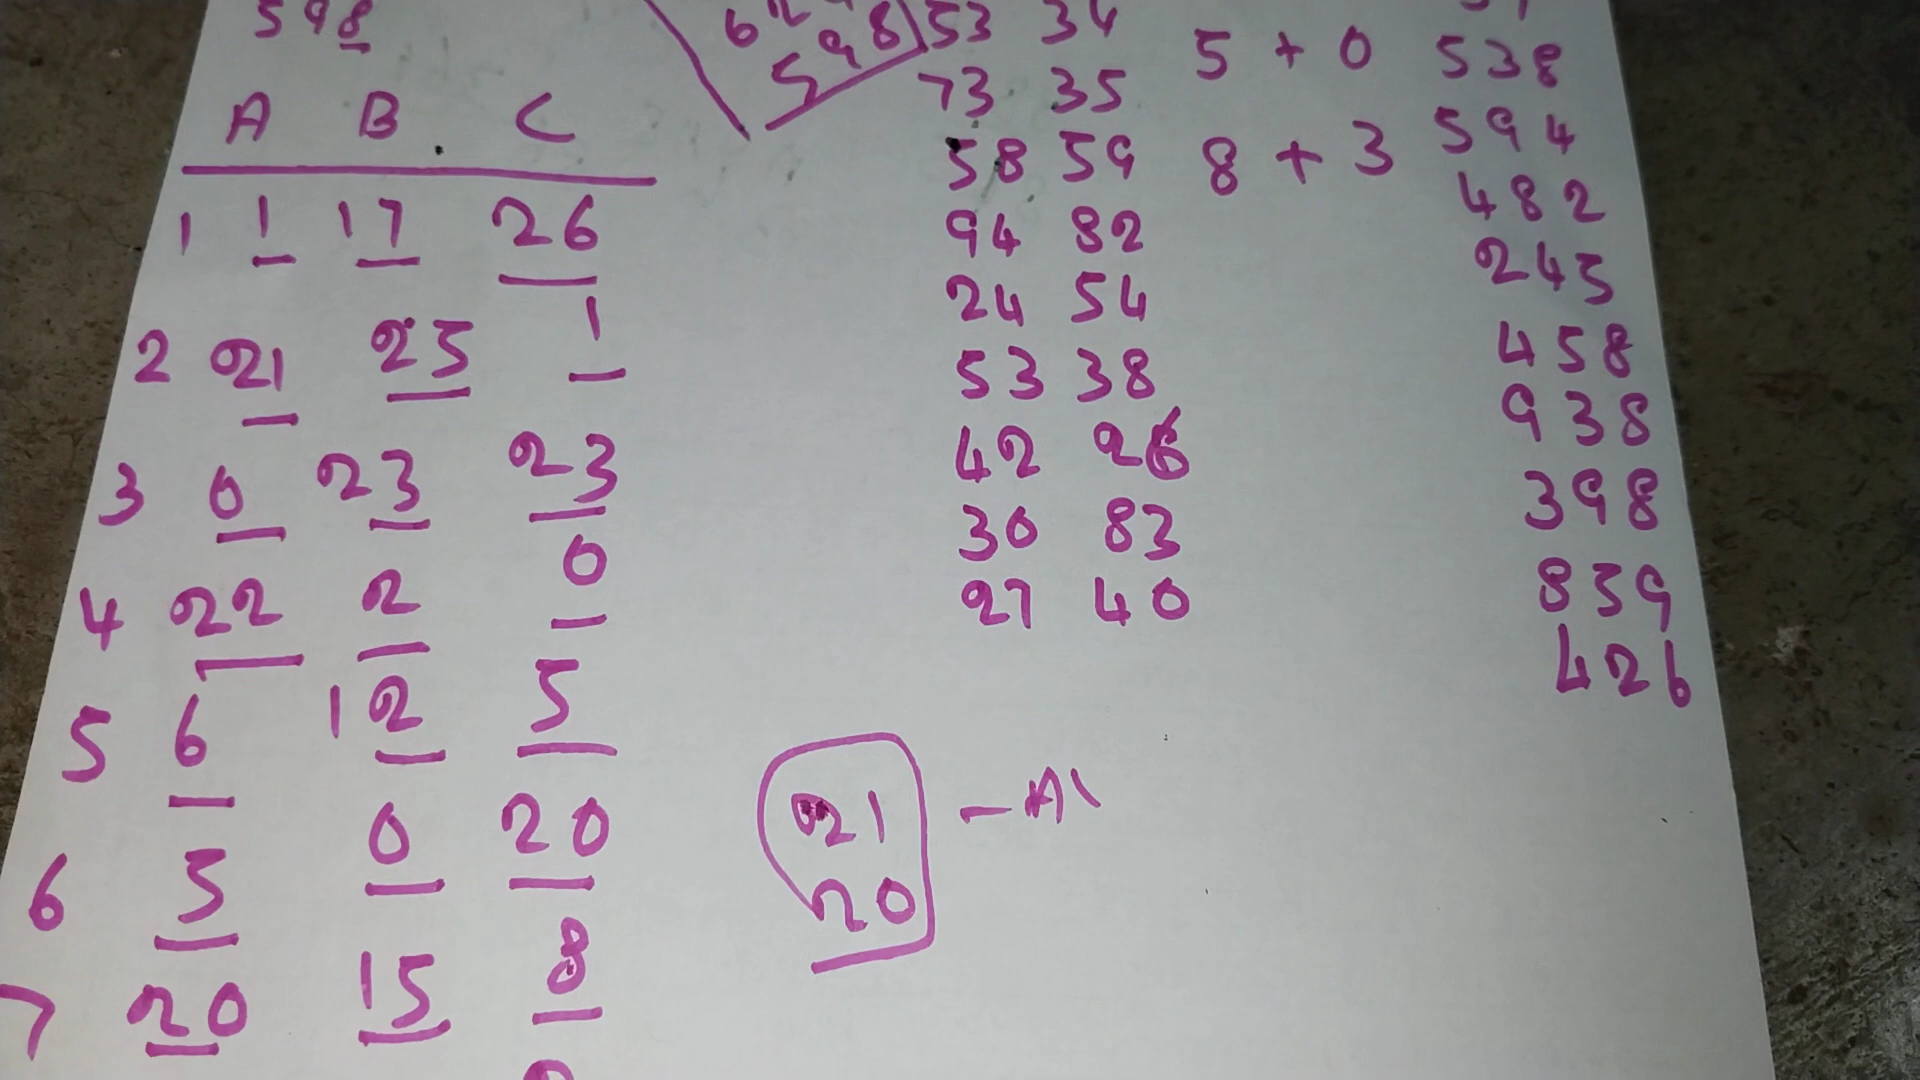 598
A B C
1 1 17 26
2 21 25 1
3 0 23 23
4 22 2 0
5 6 12 5
6 5 0 20
7 20 15 8
598
53 34
73 35
58 59
94 82
24 54
53 38
42 26
30 83
27 40
5 + 0
8 + 3
538
594
482
245
458
938
398
839
426
21 - A
20